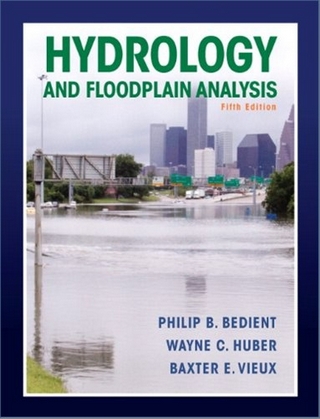 HYDROLOGY
AND FLOODPLAIN ANALYSIS
Fifth Edition
PHILIP B. BEDIENT
WAYNE C. HUBER
BAXTER E. VIEUX